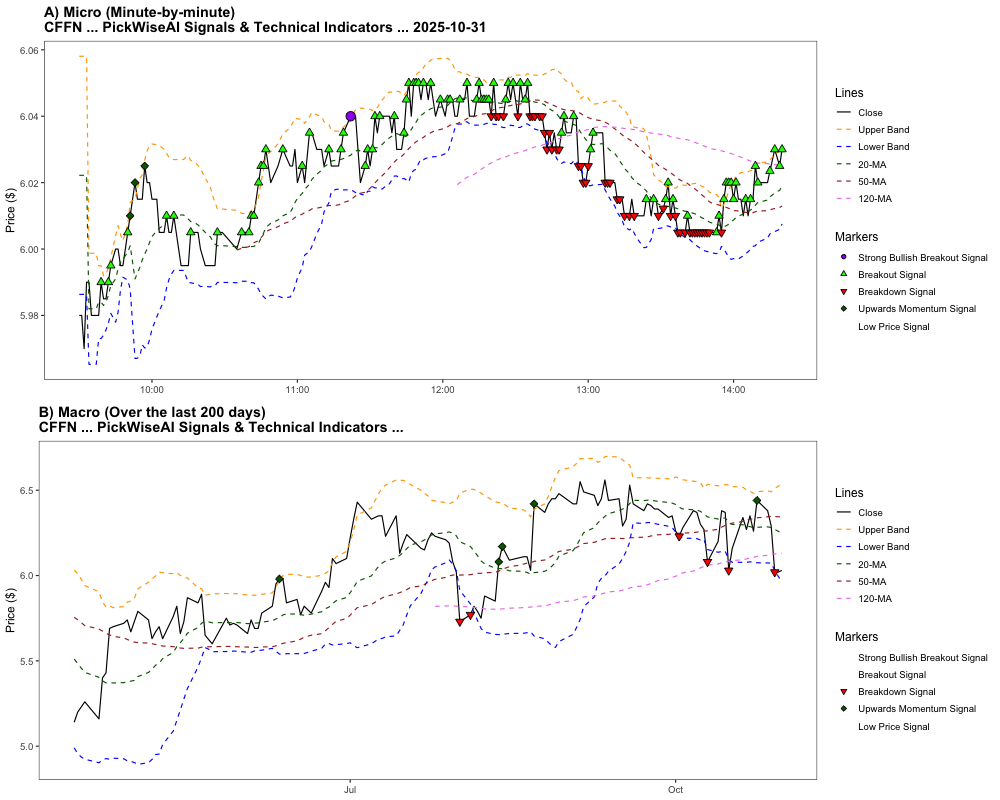 A) Micro (Minute-by-minute)
CFFN ... PickWiseAI Signals & Technical Indicators ... 2025-10-31
Price ($)
6.06
6.04
6.02
6.00
5.98
10:00
11:00
12:00
13:00
14:00
Lines
Close
Upper Band
Lower Band
20-MA
50-MA
120-MA
Markers
Strong Bullish Breakout Signal
Breakout Signal
Breakdown Signal
Upwards Momentum Signal
Low Price Signal
B) Macro (Over the last 200 days)
CFFN ... PickWiseAI Signals & Technical Indicators ...
Price ($)
6.5
6.0
5.5
5.0
Jul
Oct
Lines
Close
Upper Band
Lower Band
20-MA
50-MA
120-MA
Markers
Strong Bullish Breakout Signal
Breakout Signal
Breakdown Signal
Upwards Momentum Signal
Low Price Signal